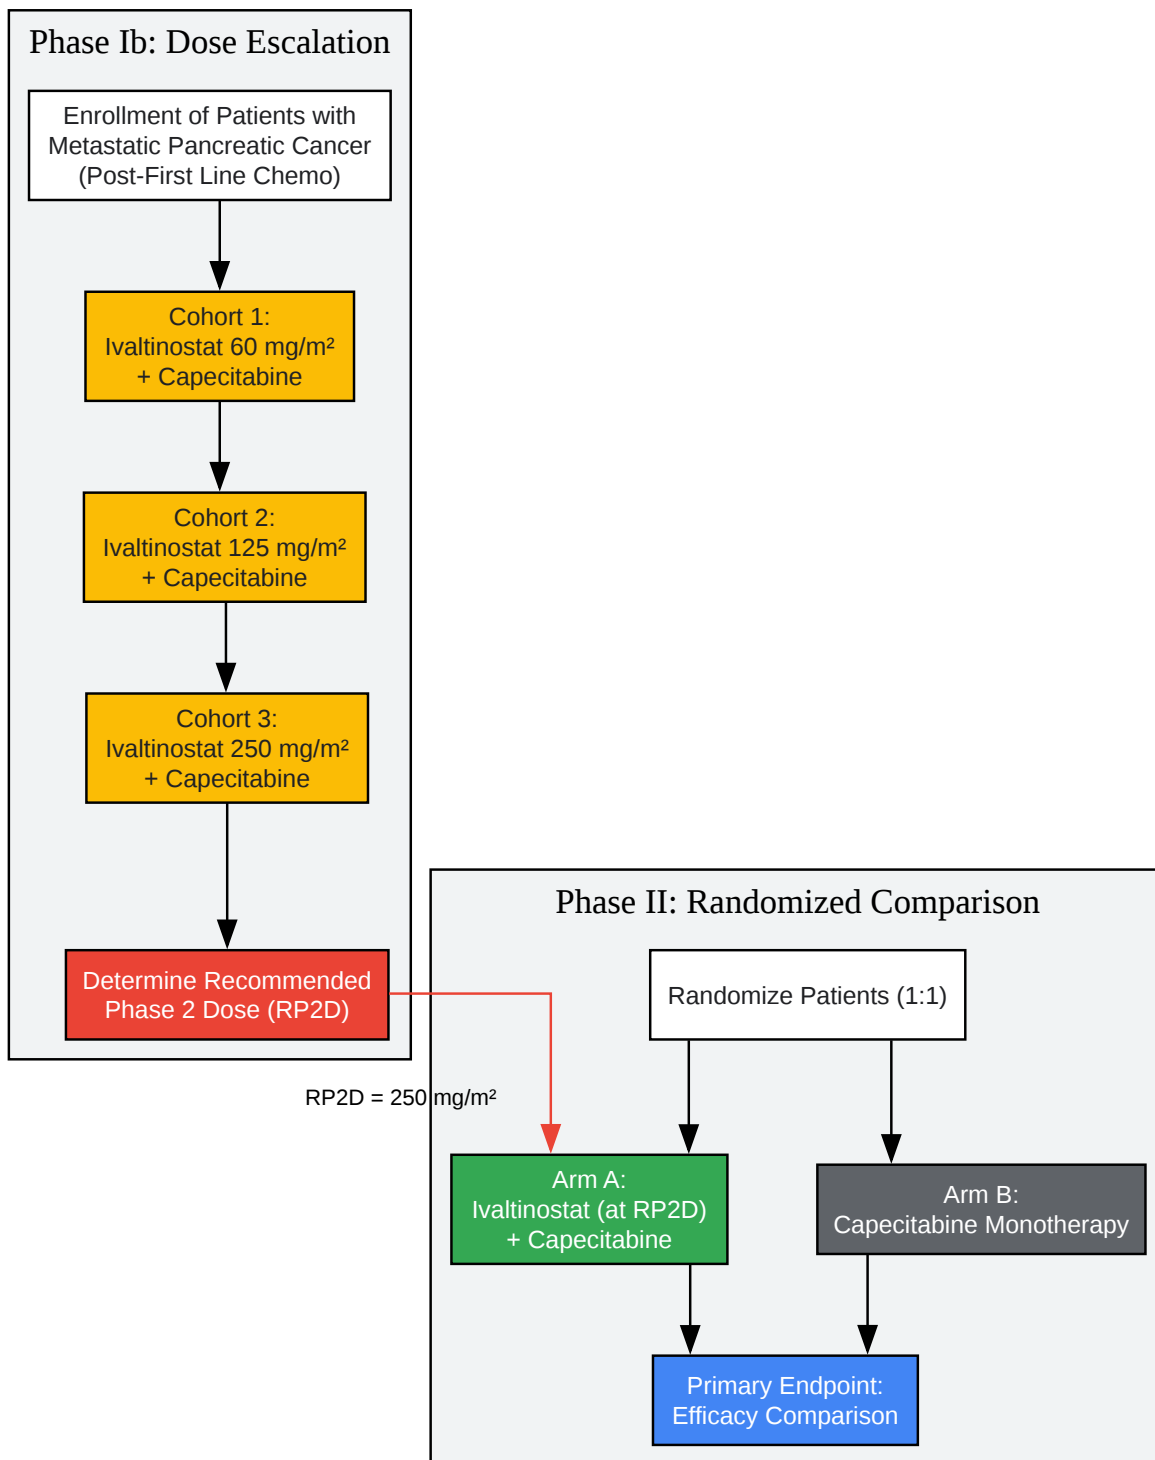 Phase Ib: Dose Escalation
Enrollment of Patients with
Metastatic Pancreatic Cancer
(Post-First Line Chemo)
Cohort 1:
Ivaltinostat 60 mg/m²
+ Capecitabine
Cohort 2:
Ivaltinostat 125 mg/m²
+ Capecitabine
Cohort 3:
Ivaltinostat 250 mg/m²
+ Capecitabine
Determine Recommended
Phase 2 Dose (RP2D)
RP2D = 250 mg/m²
Phase II: Randomized Comparison
Randomize Patients (1:1)
Arm A:
Ivaltinostat (at RP2D)
+ Capecitabine
Arm B:
Capecitabine Monotherapy
Primary Endpoint:
Efficacy Comparison